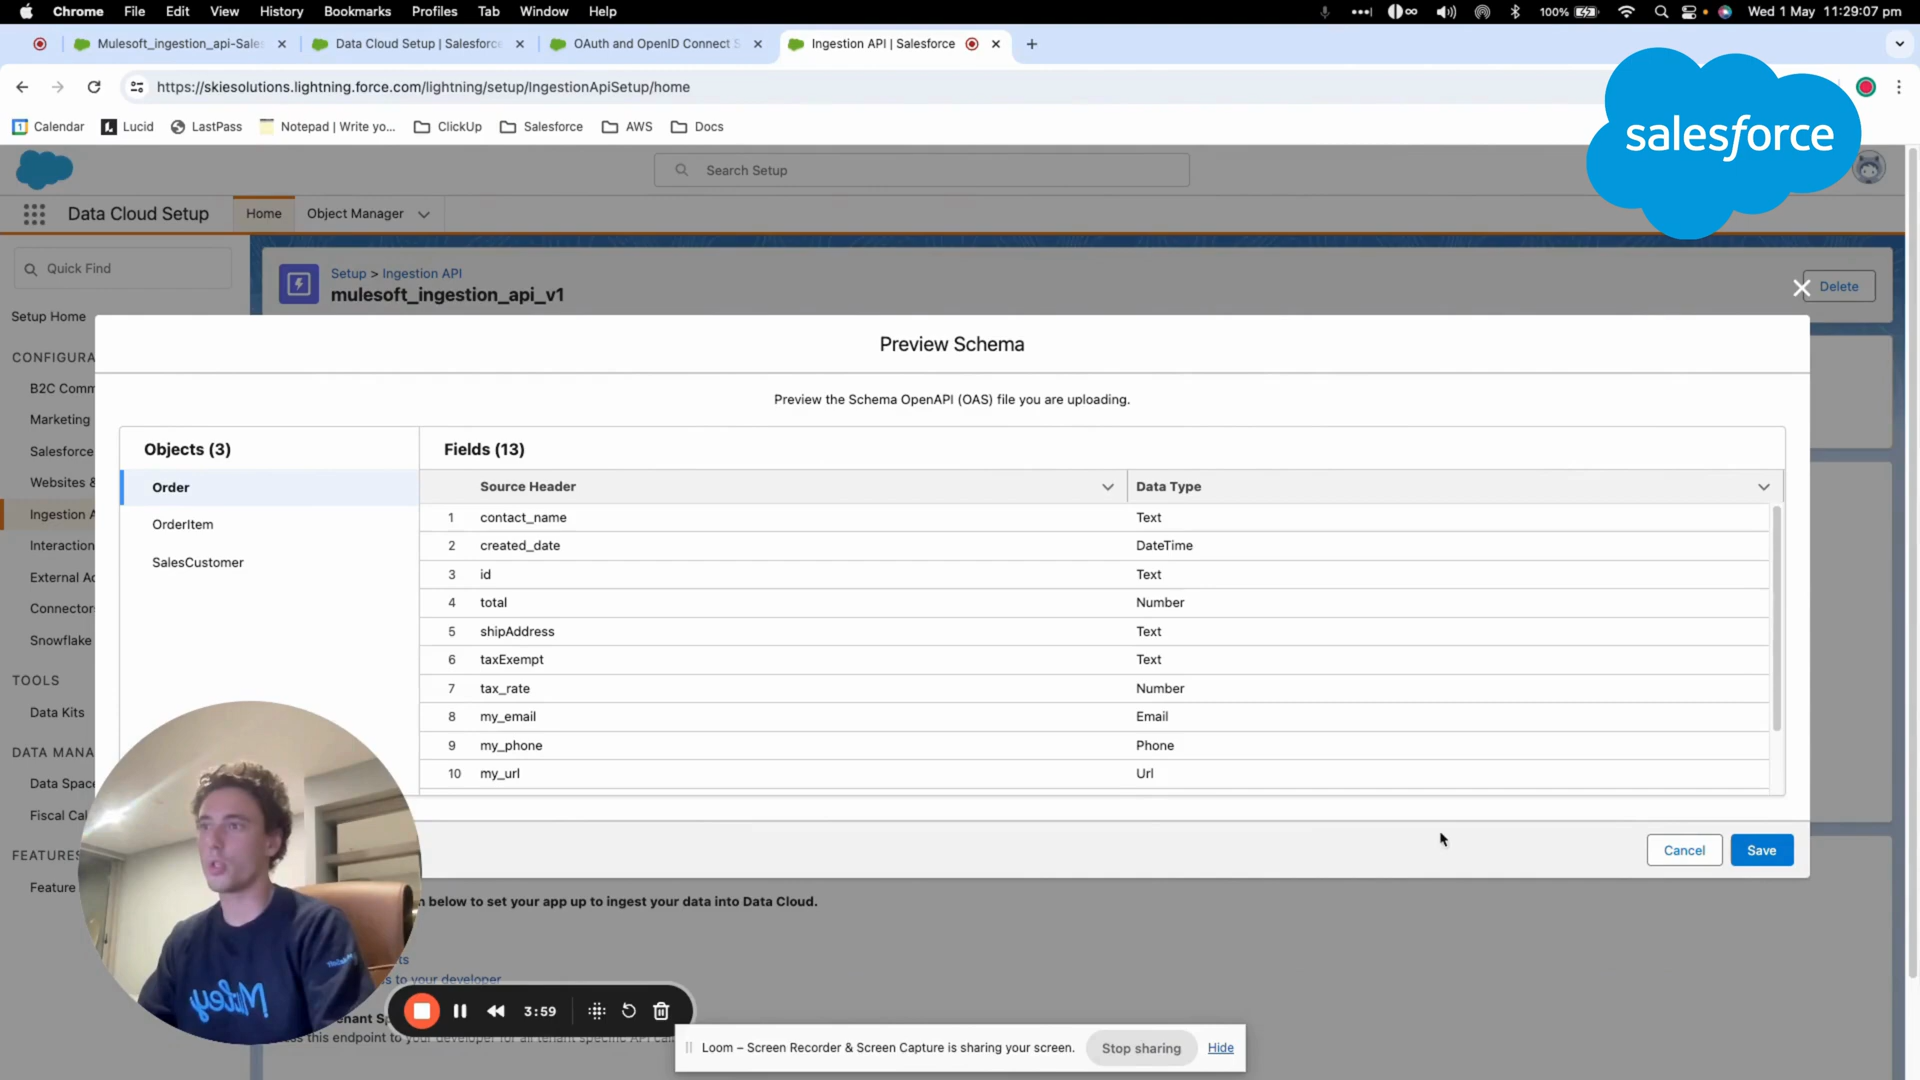 Chrome File Edit View History Bookmarks Profiles Tab Window Help
100% Wed 1 May 11:29:07 pm
Mulesoft_ingestion_api-Sales
Data Cloud Setup | Salesforce
OAuth and OpenID Connect S
Ingestion API | Salesforce
https://skiesolutions.lightning.force.com/lightning/setup/IngestionApiSetup/home
Calendar Lucid LastPass Notepad | Write yo... ClickUp Salesforce AWS Docs
salesforce
Search Setup
Data Cloud Setup Home Object Manager
Quick Find
Setup > Ingestion API
mulesoft_ingestion_api_v1
Delete
Setup Home
CONFIGURA
B2C Comm
Marketing
Salesforce
Websites &
Ingestion A
Interaction
External Ac
Connector
Snowflake
TOOLS
Data Kits
DATA MANA
Data Space
Fiscal Cal
FEATURES
Feature
Preview Schema
Preview the Schema OpenAPI (OAS) file you are uploading.
Objects (3)
Order
OrderItem
SalesCustomer
Fields (13)
Source Header Data Type
1 contact_name Text
2 created_date DateTime
3 id Text
4 total Number
5 shipAddress Text
6 taxExempt Text
7 tax_rate Number
8 my_email Email
9 my_phone Phone
10 my_url Url
Cancel Save
n below to set your app up to ingest your data into Data Cloud.
ts
s to your developer
3:59
Loom – Screen Recorder & Screen Capture is sharing your screen. Stop sharing Hide